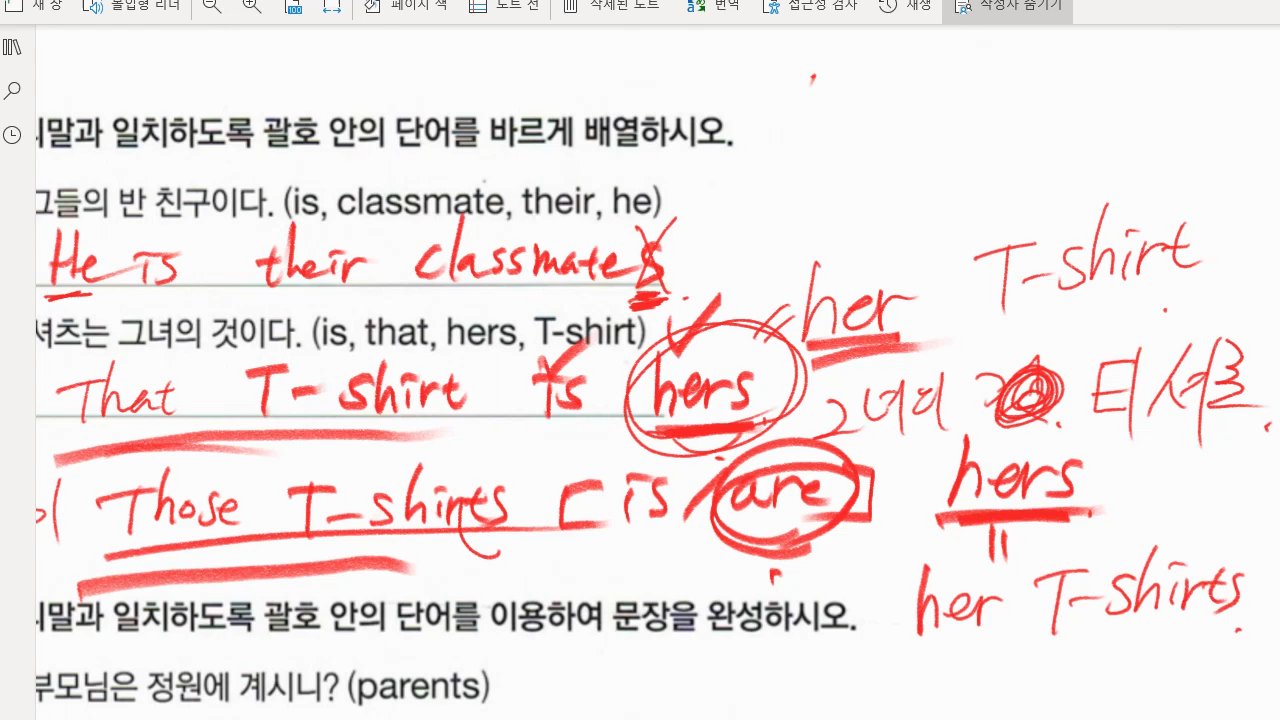 새 창 몰입형 리더 100 페이지 색 노트 선 삭제된 노트 번역 접근성 검사 재생 작성자 숨기기
리말과 일치하도록 괄호 안의 단어를 바르게 배열하시오.
그들의 반 친구이다. (is, classmate, their, he)
He is their classmates.
T-shirt.
셔츠는 그녀의 것이다. (is, that, hers, T-shirt)
= her
That T-shirt is hers.
그녀의 티셔츠.
Those T-shirts [ is / are ] hers
=
her T-shirts.
리말과 일치하도록 괄호 안의 단어를 이용하여 문장을 완성하시오.
부모님은 정원에 계시니? (parents)